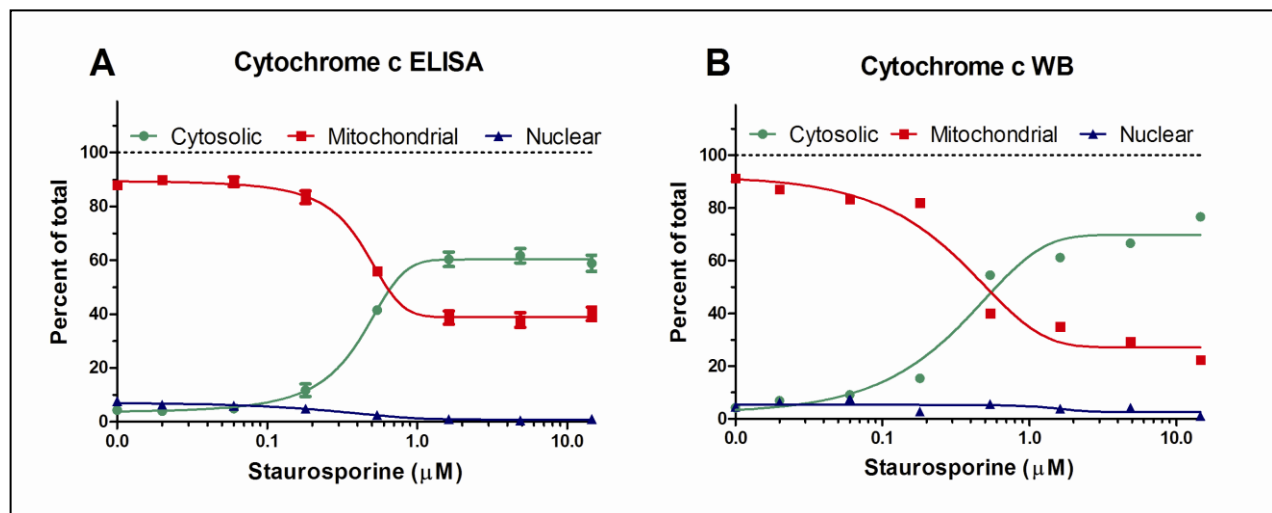 A
Cytochrome c ELISA
Cytosolic Mitochondrial Nuclear
100
80
60
40
20
0
Percent of total
0.0 0.1 1.0 10.0
Staurosporine (μM)
B
Cytochrome c WB
Cytosolic Mitochondrial Nuclear
100
80
60
40
20
0
Percent of total
0.0 0.1 1.0 10.0
Staurosporine (μM)